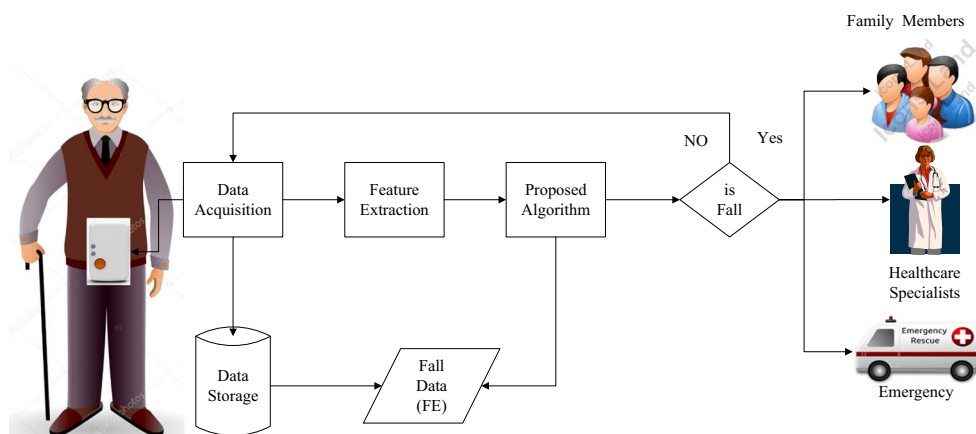 Family Members
NO
Yes
Data
Acquisition
Feature
Extraction
Proposed
Algorithm
is
Fall
Healthcare
Specialists
Data
Storage
Fall
Data
(FE)
Emergency
Rescue
Emergency